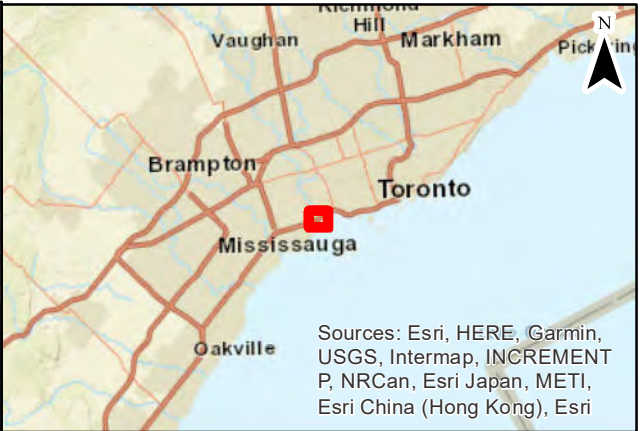 Richmond
Hill
N
Vaughan
Markham
Pickering
Brampton
Toronto
Mississauga
Oakville
Sources: Esri, HERE, Garmin,
USGS, Intermap, INCREMENT
P, NRCan, Esri Japan, METI,
Esri China (Hong Kong), Esri